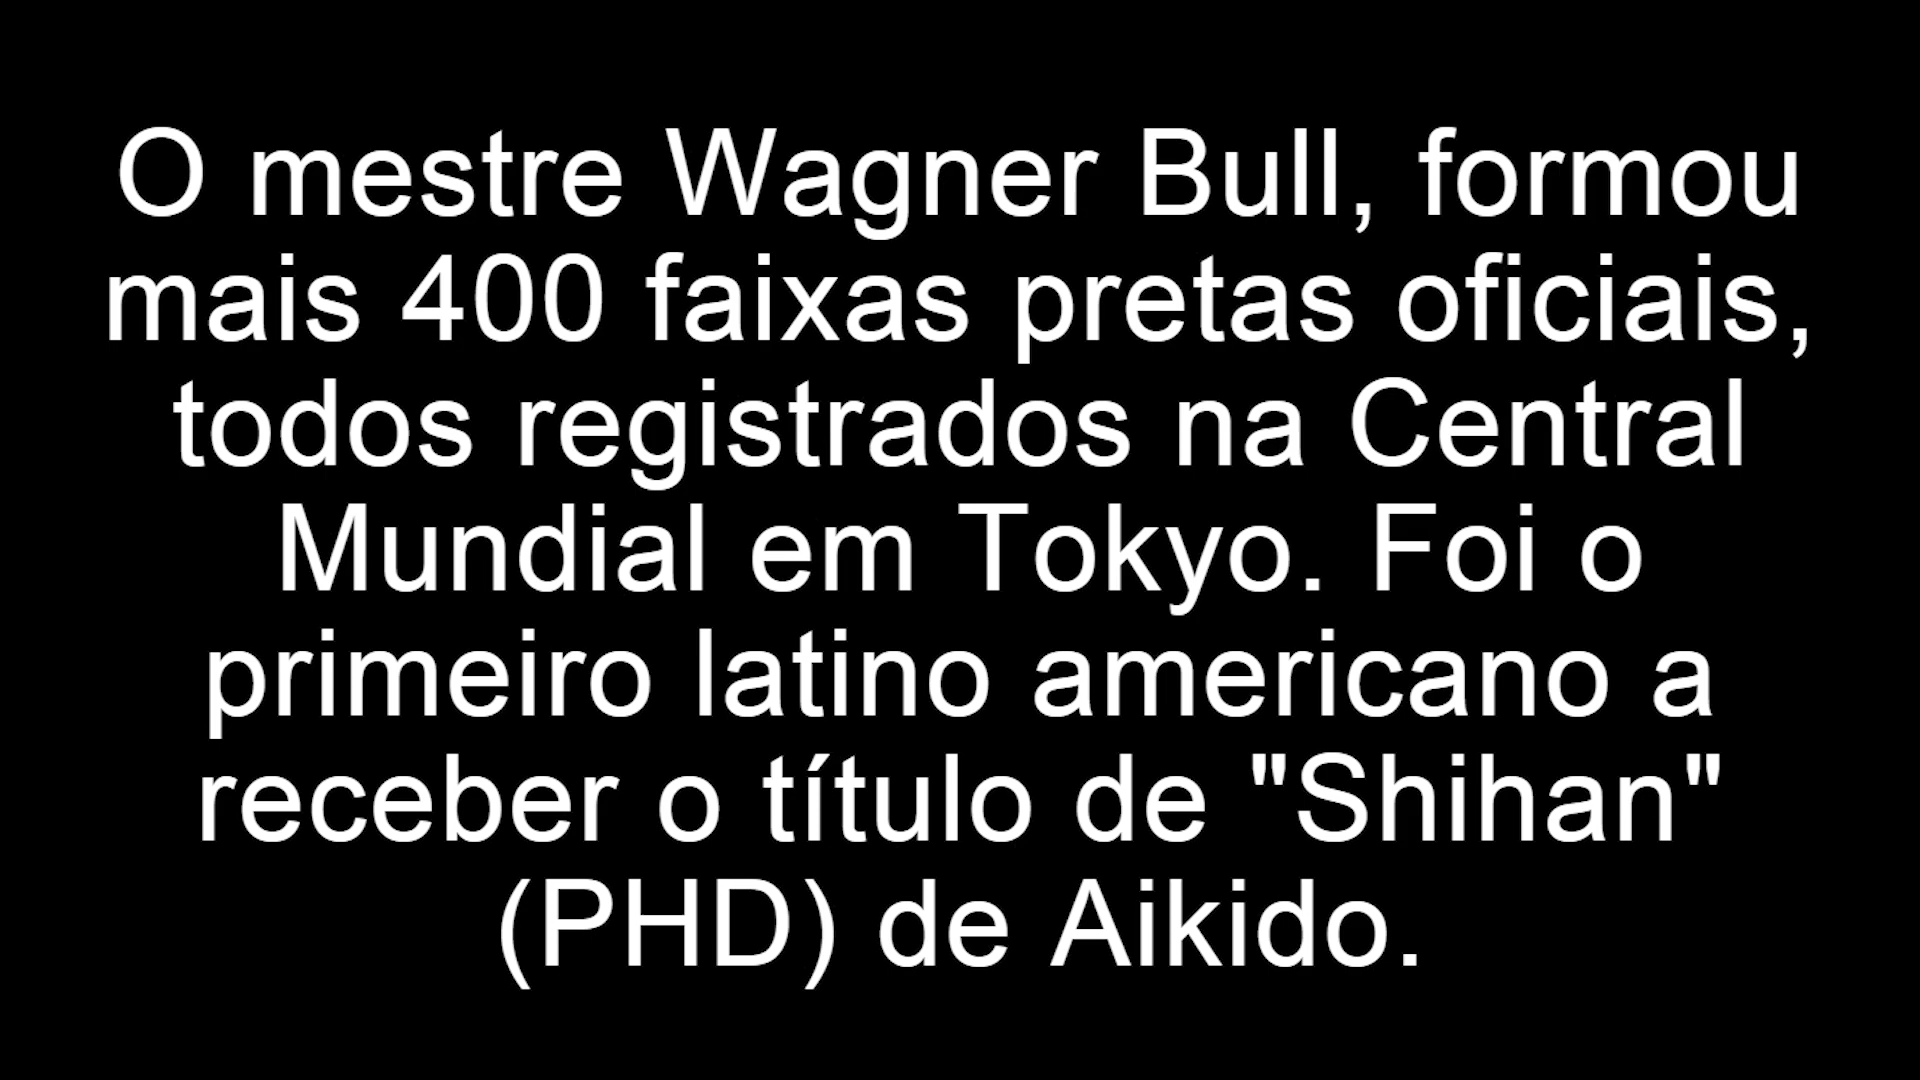 O mestre Wagner Bull, formou
mais 400 faixas pretas oficiais,
todos registrados na Central
Mundial em Tokyo. Foi o
primeiro latino americano a
receber o título de "Shihan"
(PHD) de Aikido.